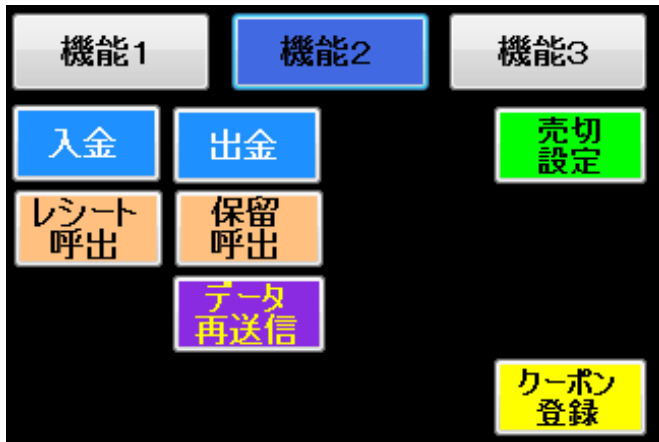 機能1
機能2
機能3
入金
出金
売切
設定
レシート
呼出
保留
呼出
データ
再送信
クーポン
登録